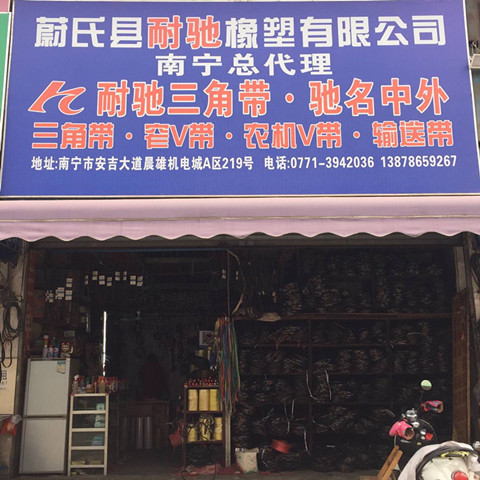 蔚氏县耐驰橡塑有限公司
南宁总代理
耐驰三角带·驰名中外
三角带·窄V带·农机V带·输送带
地址:南宁市安吉大道晨雄机电城A区219号 电话:0771-3942036 13878659267